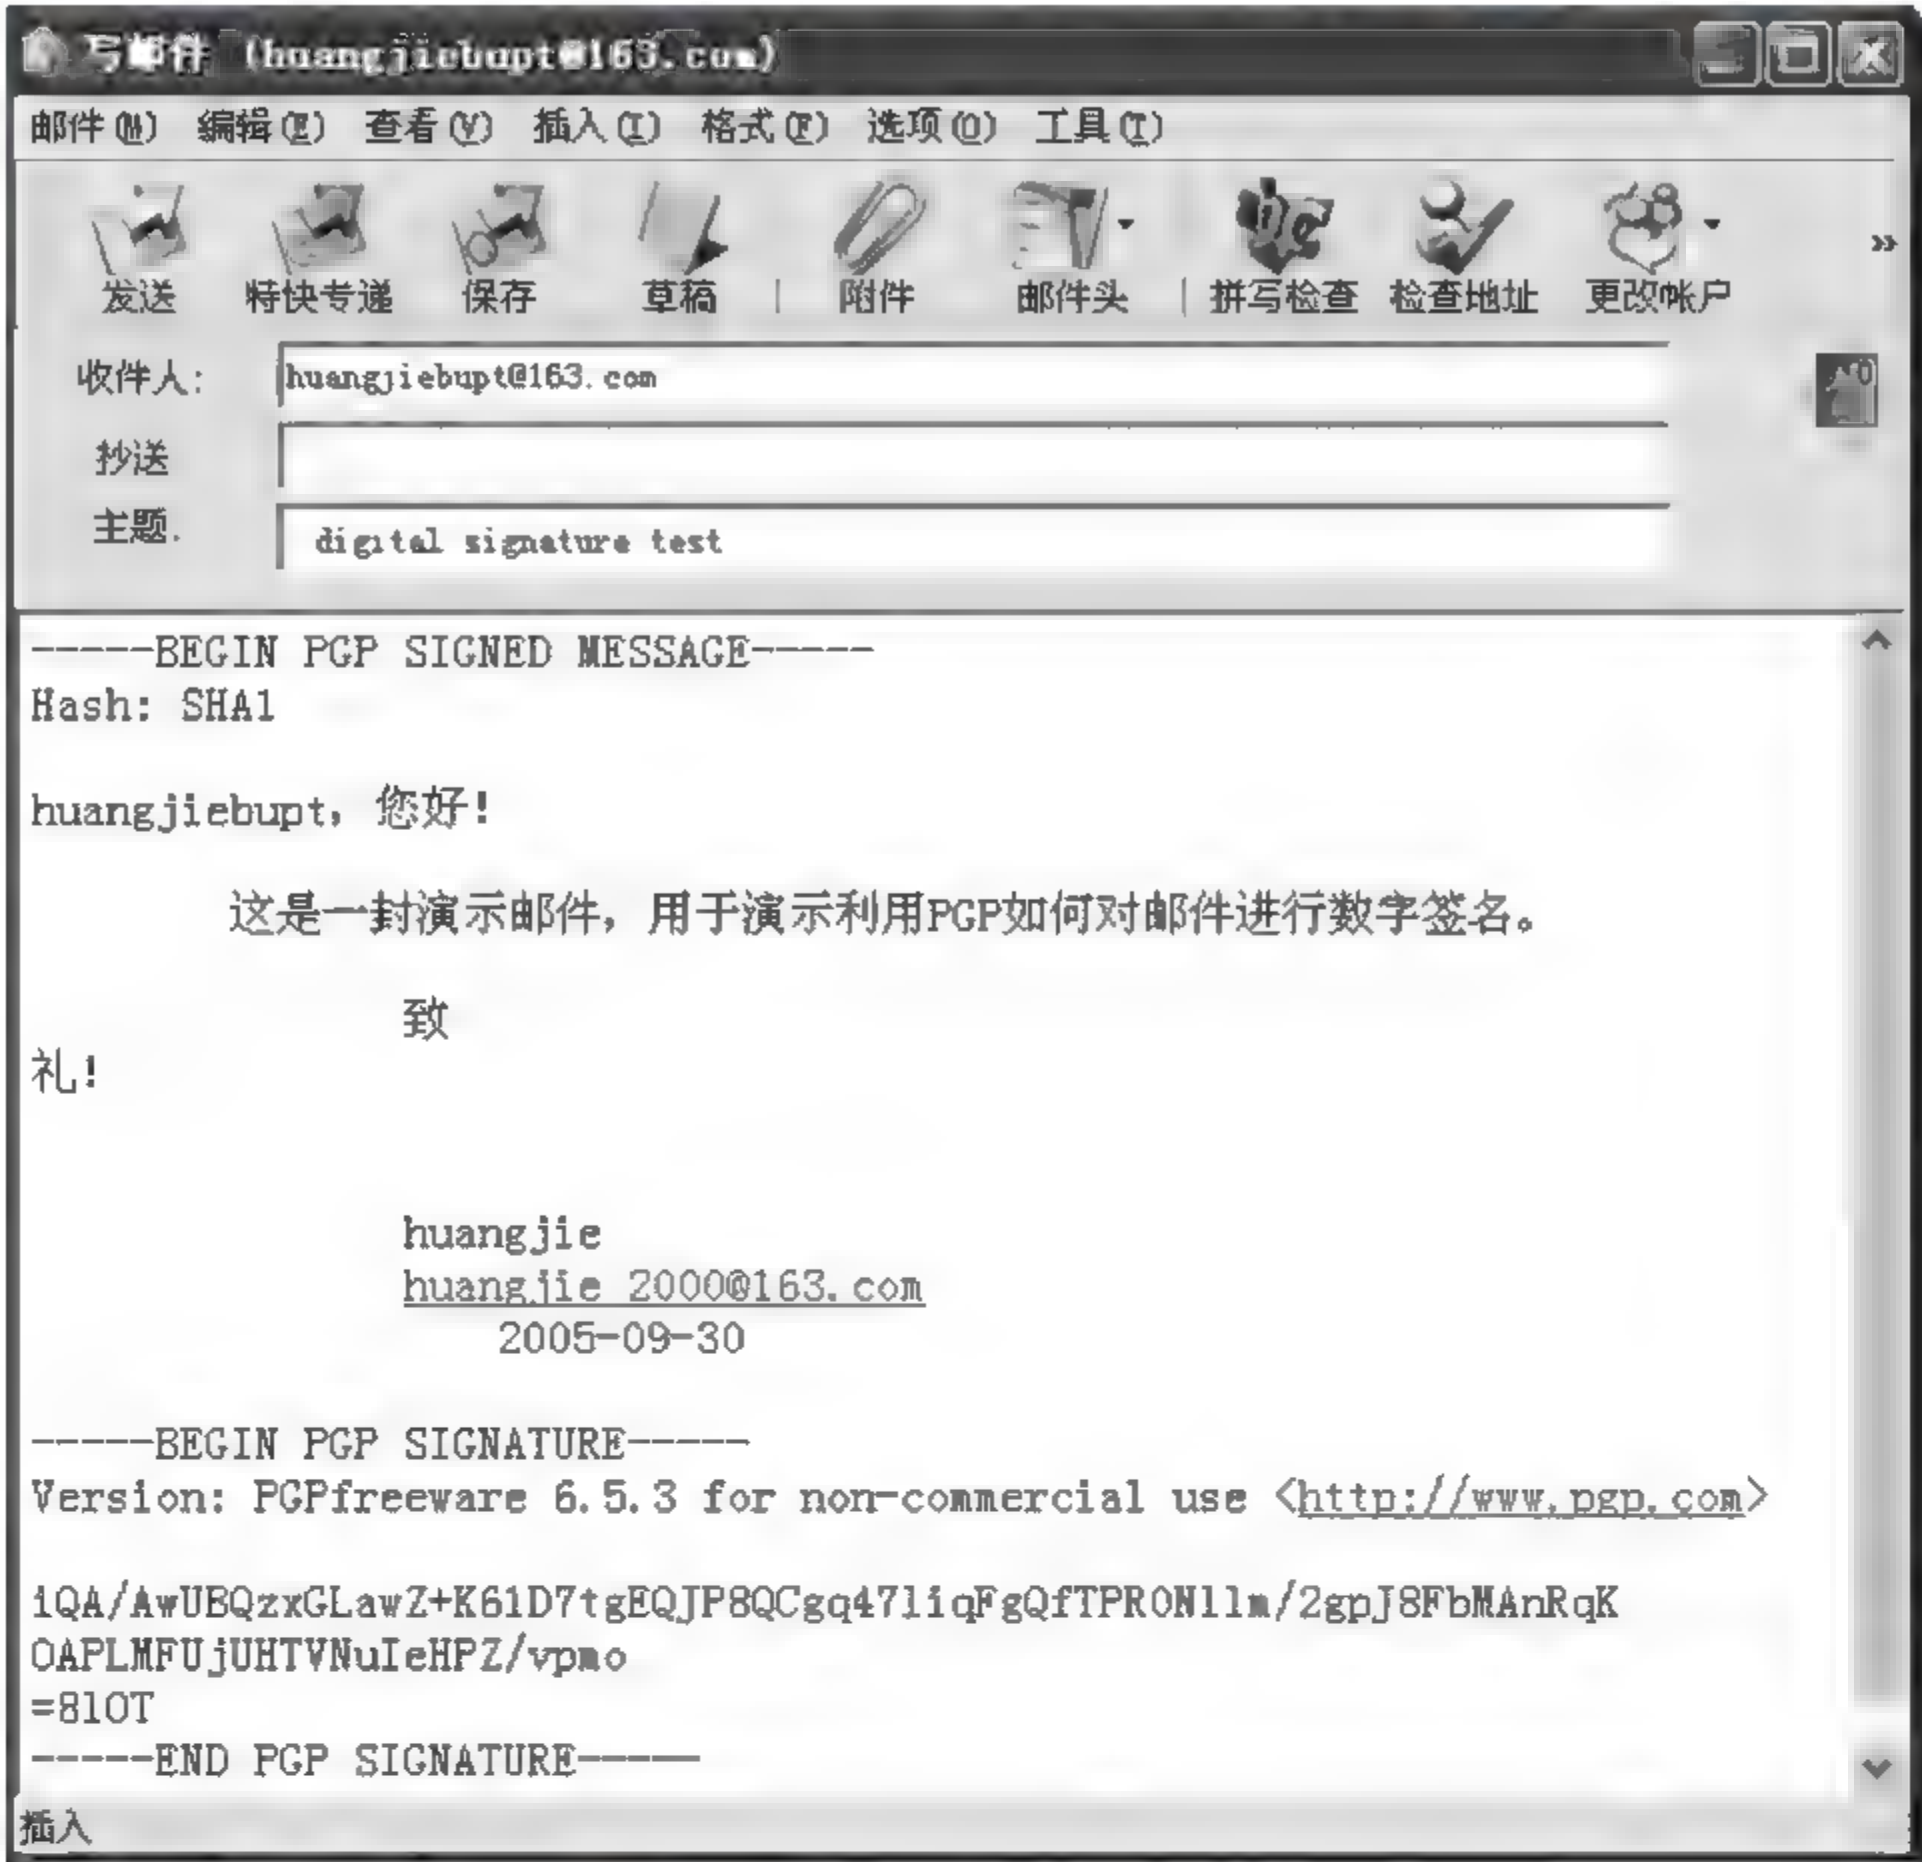 写邮件 (huangjiebupt@163.com)
邮件(M) 编辑(E) 查看(V) 插入(I) 格式(F) 选项(O) 工具(T)
发送 特快专递 保存 草稿 | 附件 邮件头 | 拼写检查 检查地址 更改帐户 »
收件人: huangjiebupt@163.com
抄送
主题. digital signature test
-----BEGIN PGP SIGNED MESSAGE-----
Hash: SHA1
huangjiebupt, 您好!
这是一封演示邮件，用于演示利用PGP如何对邮件进行数字签名。
致
礼!
huangjie
huangjie_2000@163.com
2005-09-30
-----BEGIN PGP SIGNATURE-----
Version: PGPfreeware 6.5.3 for non-commercial use <http://www.pgp.com>
iQA/AwUBQzxGLawZ+K61D7tgEQJP8QCgq47liqFgQfTPR0Nllm/2gpJ8FbMAnRqK
OAPLMFUjUHTVNuIeHPZ/vpmo
=8lOT
-----END PGP SIGNATURE-----
插入